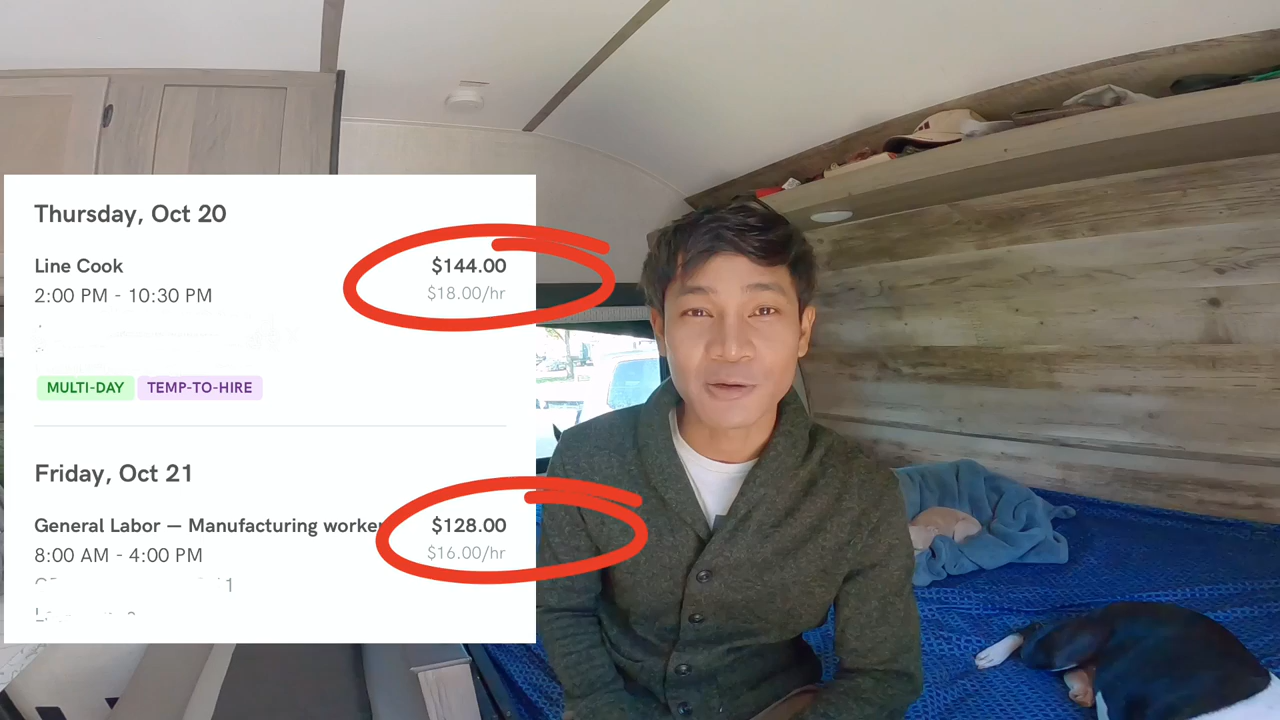 Thursday, Oct 20
Line Cook
$144.00
2:00 PM - 10:30 PM
$18.00/hr
MULTI-DAY
TEMP-TO-HIRE
Friday, Oct 21
General Labor — Manufacturing worker
$128.00
8:00 AM - 4:00 PM
$16.00/hr